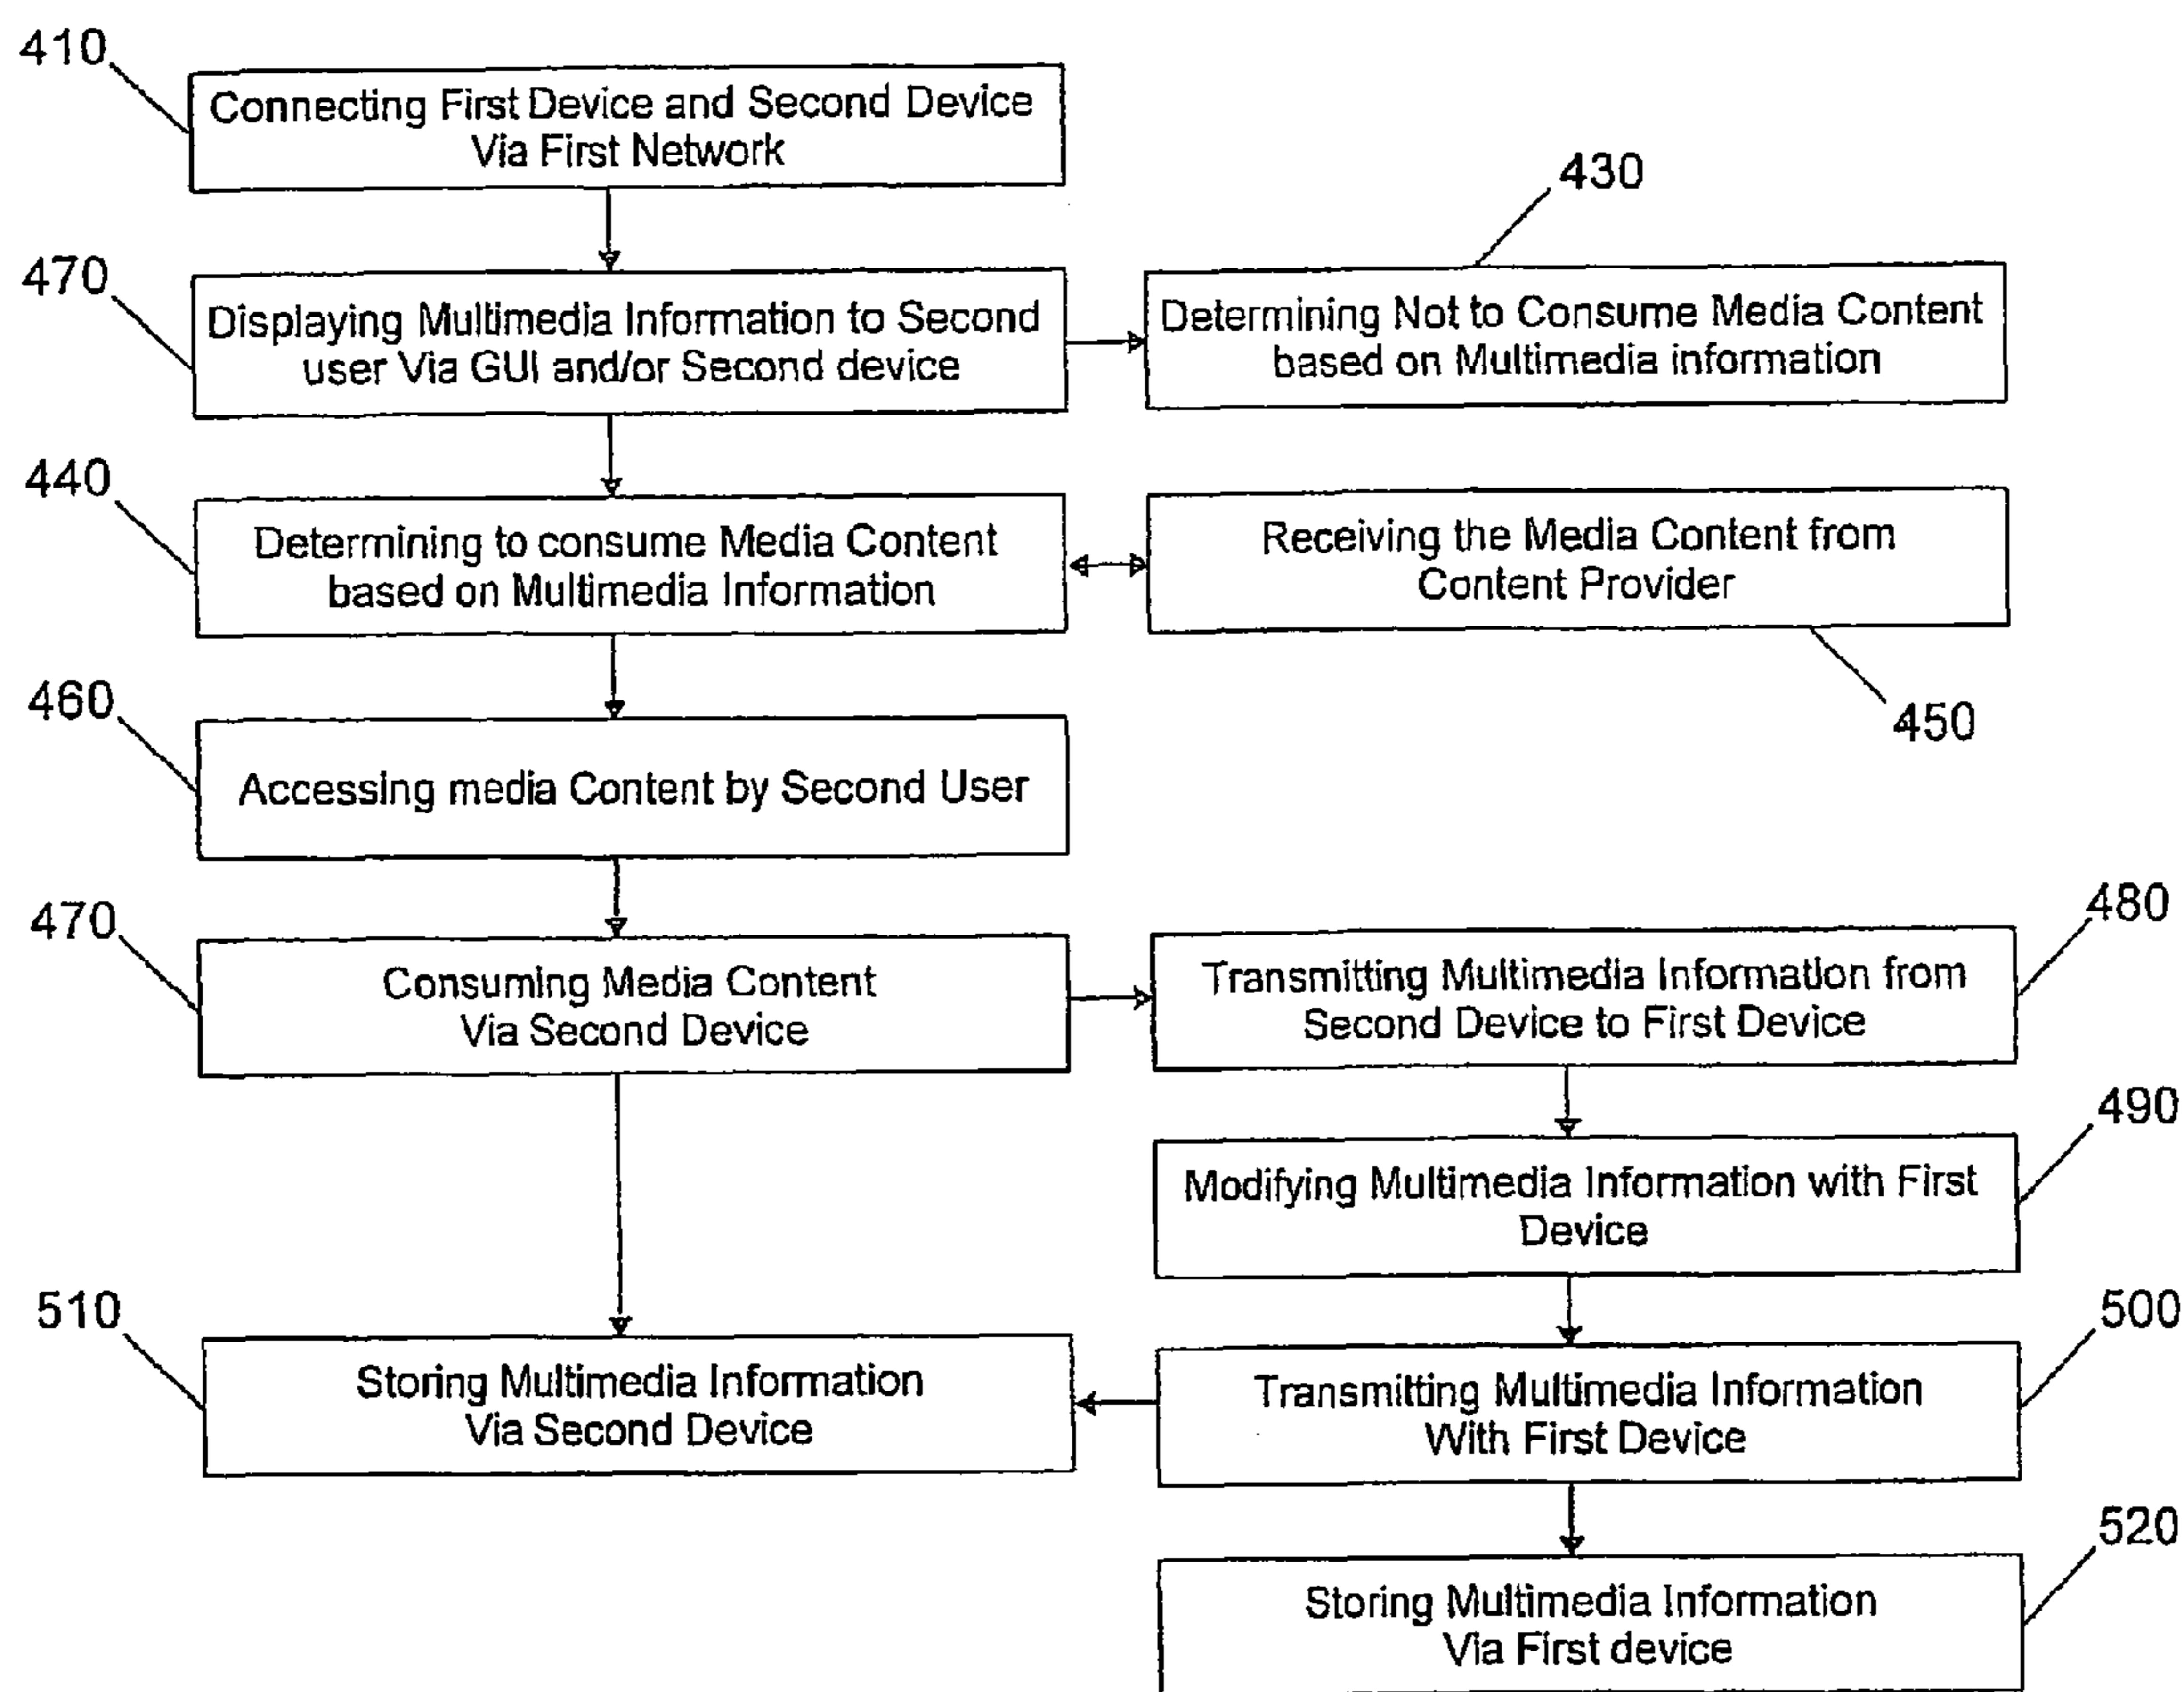 410
Connecting First Device and Second Device
Via First Network
430
470
Displaying Multimedia Information to Second
user Via GUI and/or Second device
Determining Not to Consume Media Content
based on Multimedia information
440
Determining to consume Media Content
based on Multimedia Information
Receiving the Media Content from
Content Provider
450
460
Accessing media Content by Second User
470
Consuming Media Content
Via Second Device
480
Transmitting Multimedia Information from
Second Device to First Device
490
Modifying Multimedia Information with First
Device
510
Storing Multimedia Information
Via Second Device
500
Transmitting Multimedia Information
With First Device
520
Storing Multimedia Information
Via First device